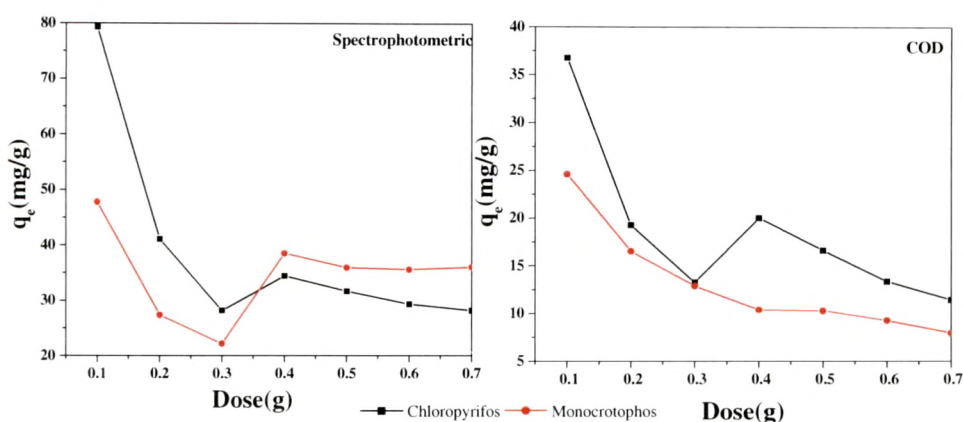 Spectrophotometric
80
70
60
50
40
30
20
q_e(mg/g)
0.1 0.2 0.3 0.4 0.5 0.6 0.7
Dose(g)
COD
40
35
30
25
20
15
10
5
q_e(mg/g)
0.1 0.2 0.3 0.4 0.5 0.6 0.7
Dose(g)
Chloropyrifos Monocrotophos